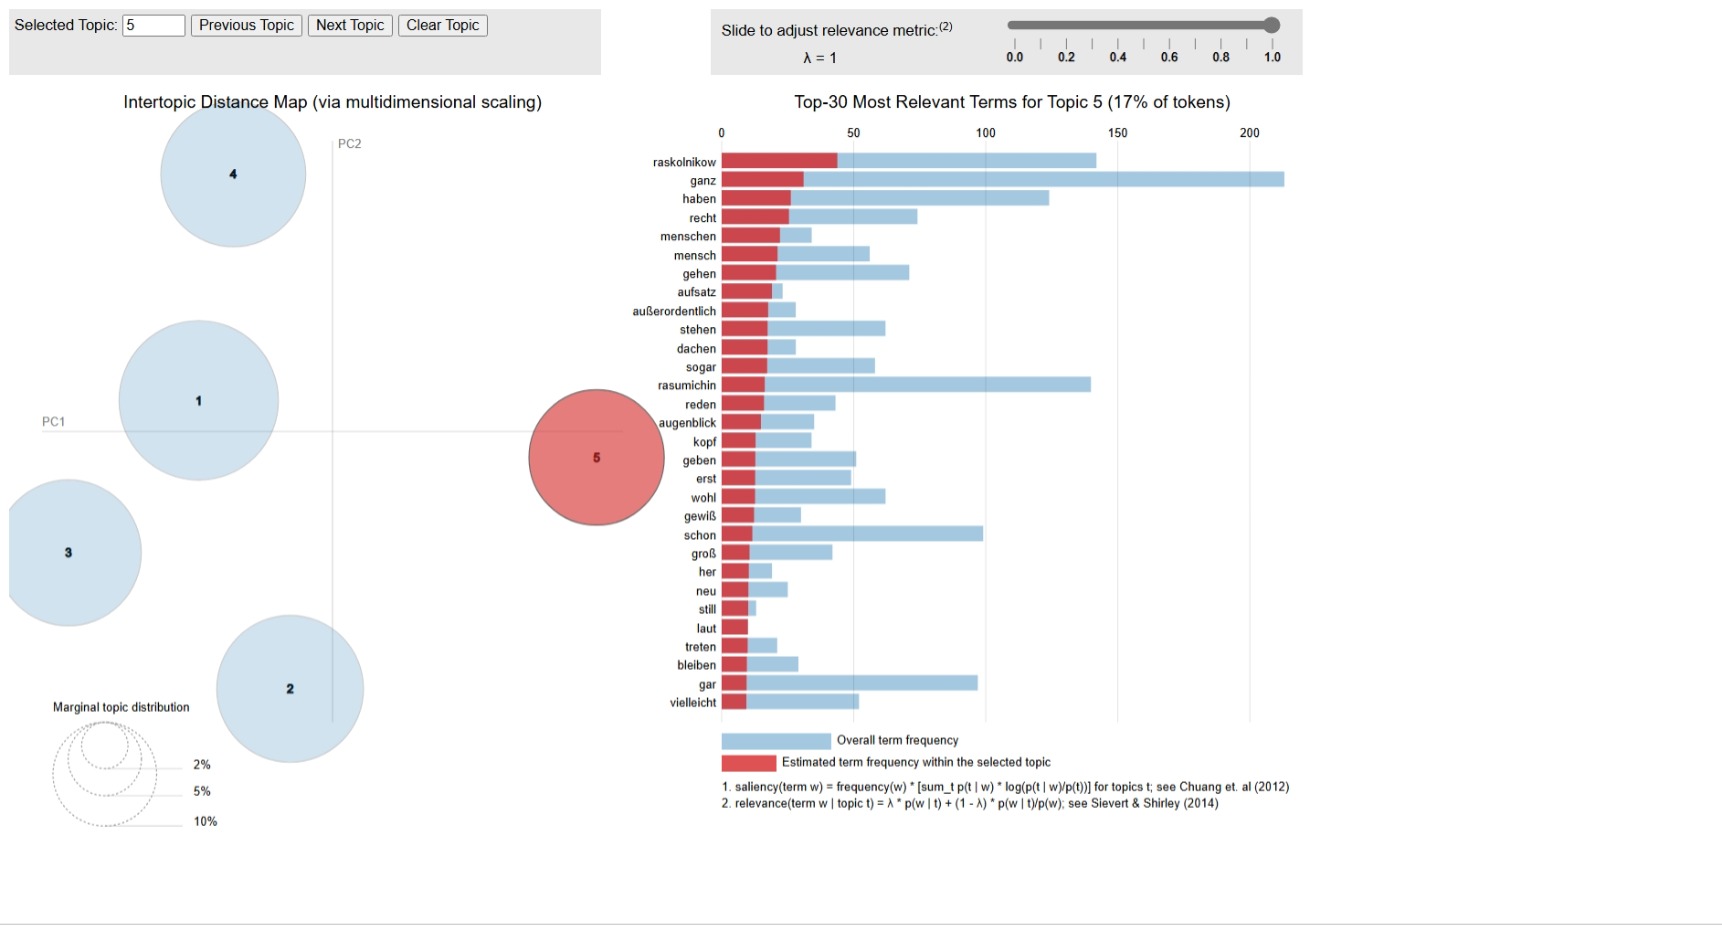 Selected Topic: 5 Previous Topic Next Topic Clear Topic
Slide to adjust relevance metric:(2)
λ = 1
0.0 0.2 0.4 0.6 0.8 1.0
Intertopic Distance Map (via multidimensional scaling)
PC2
PC1
4
1
5
3
2
Marginal topic distribution
2%
5%
10%
Top-30 Most Relevant Terms for Topic 5 (17% of tokens)
0 50 100 150 200
raskolnikow
ganz
haben
recht
menschen
mensch
gehen
aufsatz
außerordentlich
stehen
dachen
sogar
rasumichin
reden
augenblick
kopf
geben
erst
wohl
gewiß
schon
groß
her
neu
still
laut
treten
bleiben
gar
vielleicht
Overall term frequency
Estimated term frequency within the selected topic
1. saliency(term w) = frequency(w) * [sum_t p(t | w) * log(p(t | w)/p(t))] for topics t; see Chuang et. al (2012)
2. relevance(term w | topic t) = λ * p(w | t) + (1 - λ) * p(w | t)/p(w); see Sievert & Shirley (2014)